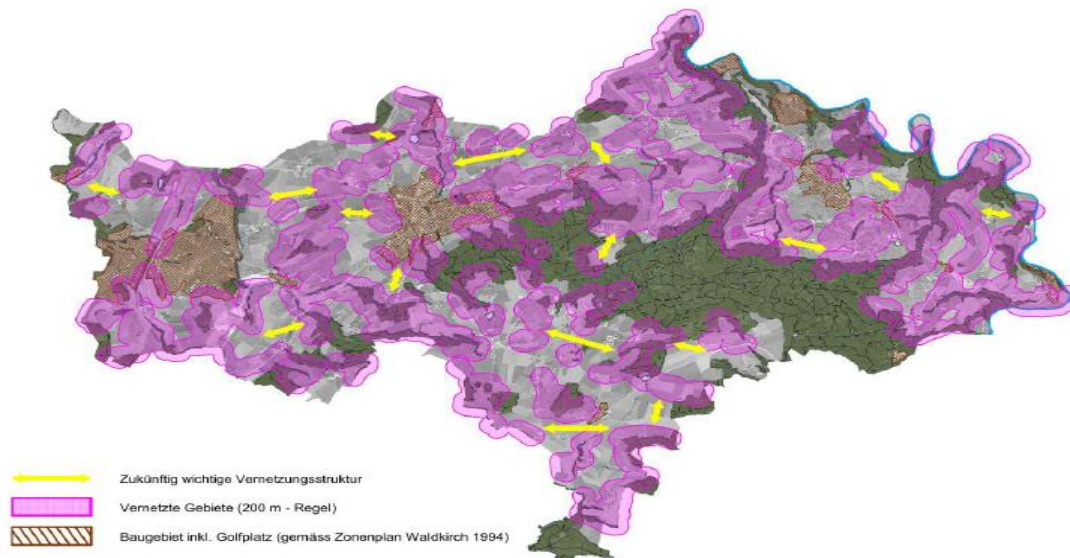 Zukünftig wichtige Vernetzungsstruktur
Vernetzte Gebiete (200 m - Regel)
Baugebiet inkl. Golfplatz (gemäss Zonenplan Waldkirch 1994)